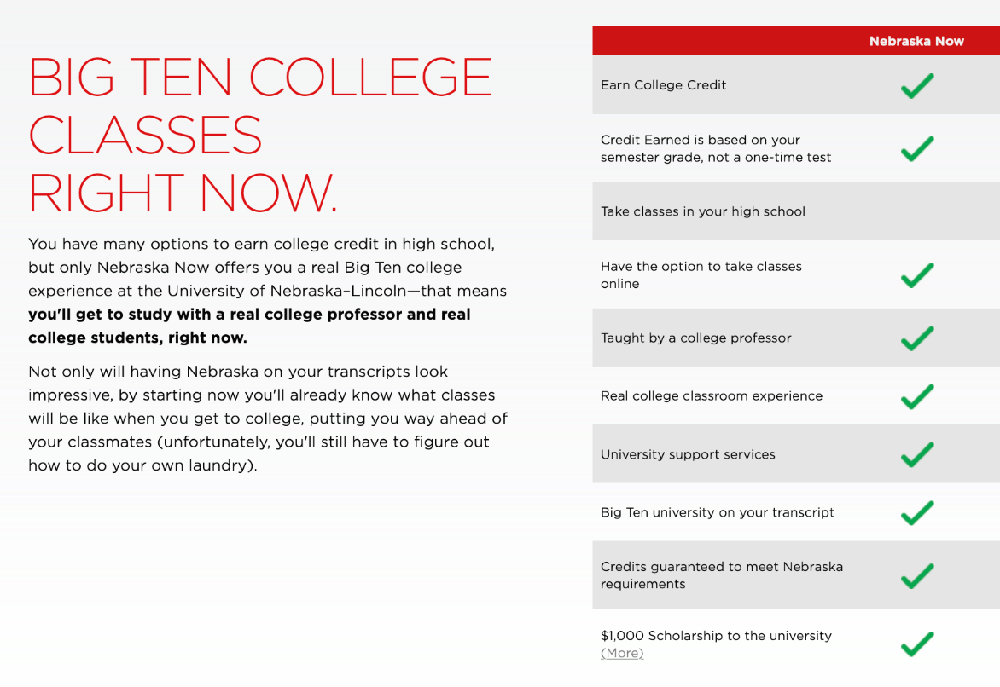 BIG TEN COLLEGE
CLASSES
RIGHT NOW.
You have many options to earn college credit in high school,
but only Nebraska Now offers you a real Big Ten college
experience at the University of Nebraska–Lincoln—that means
you'll get to study with a real college professor and real
college students, right now.
Not only will having Nebraska on your transcripts look
impressive, by starting now you'll already know what classes
will be like when you get to college, putting you way ahead of
your classmates (unfortunately, you'll still have to figure out
how to do your own laundry).
Nebraska Now
Earn College Credit
Credit Earned is based on your
semester grade, not a one-time test
Take classes in your high school
Have the option to take classes
online
Taught by a college professor
Real college classroom experience
University support services
Big Ten university on your transcript
Credits guaranteed to meet Nebraska
requirements
$1,000 Scholarship to the university
(More)